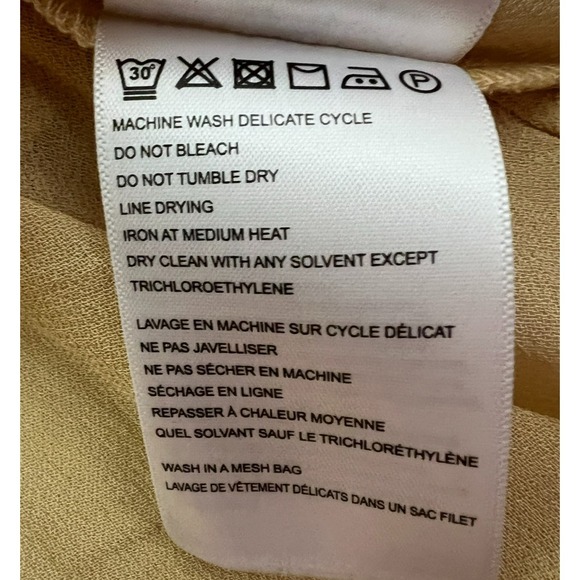 30°
P
MACHINE WASH DELICATE CYCLE
DO NOT BLEACH
DO NOT TUMBLE DRY
LINE DRYING
IRON AT MEDIUM HEAT
DRY CLEAN WITH ANY SOLVENT EXCEPT
TRICHLOROETHYLENE
LAVAGE EN MACHINE SUR CYCLE DÉLICAT
NE PAS JAVELLISER
NE PAS SÉCHER EN MACHINE
SÉCHAGE EN LIGNE
REPASSER À CHALEUR MOYENNE
QUEL SOLVANT SAUF LE TRICHLORÉTHYLÈNE
WASH IN A MESH BAG
LAVAGE DE VÊTEMENT DÉLICATS DANS UN SAC FILET